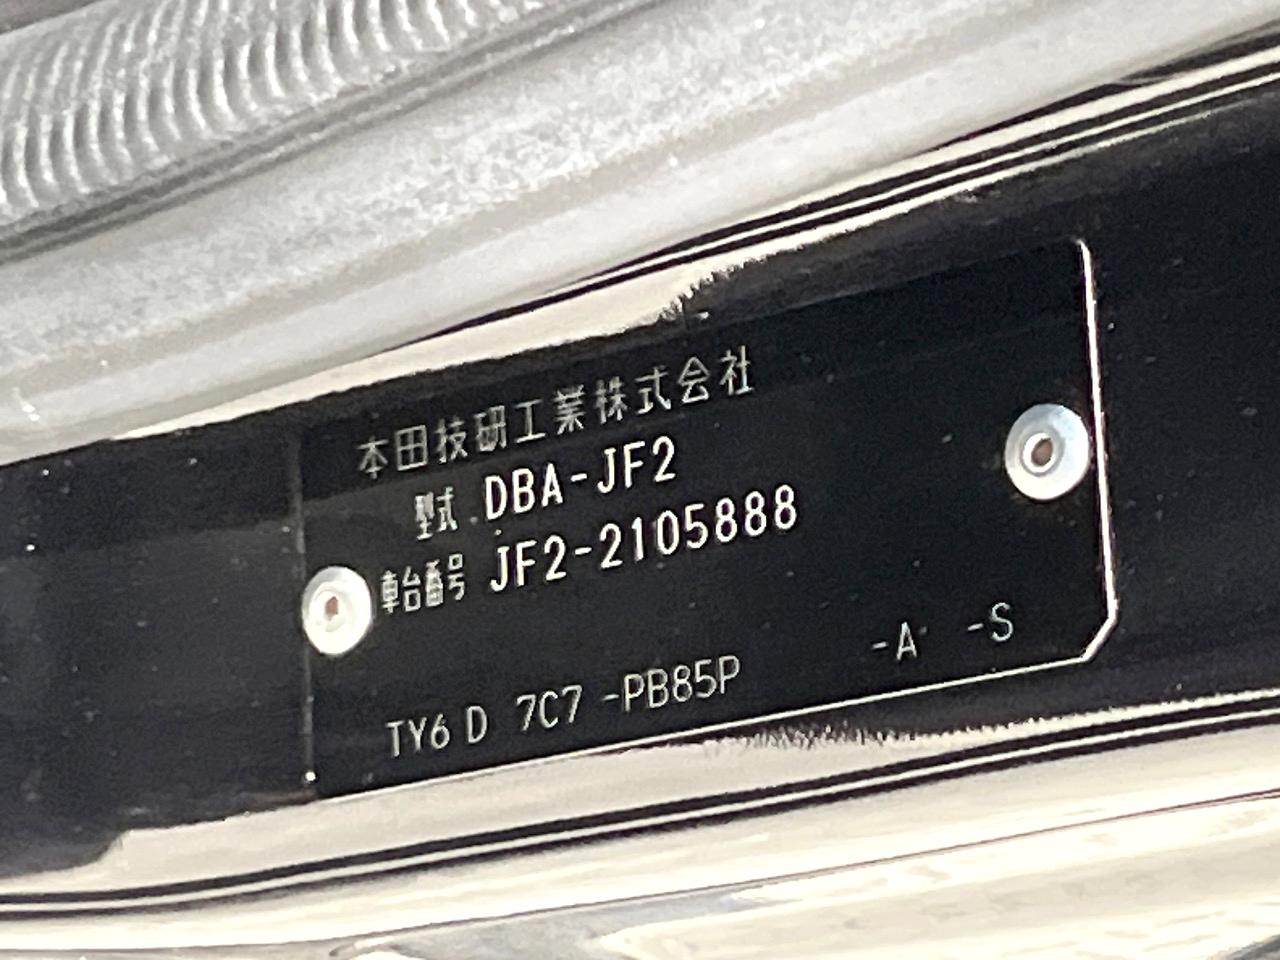 本田技研工業株式会社
型式 DBA-JF2
車台番号 JF2-2105888
TY6 D 7C7 -PB85P -A -S